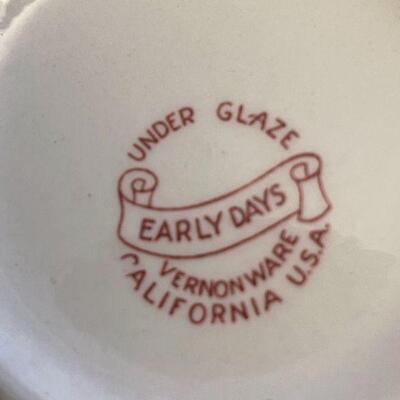 UNDER GLAZE
EARLY DAYS
VERNONWARE
CALIFORNIA U.S.A.